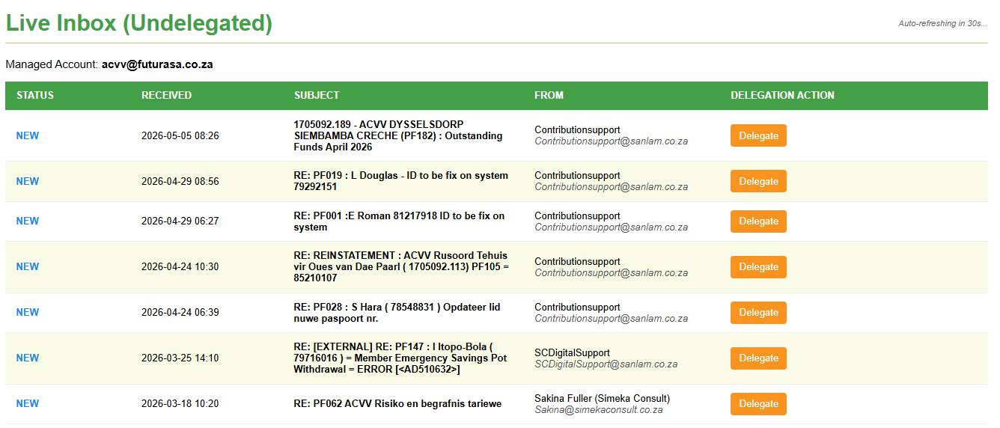 Live Inbox (Undelegated)
Auto-refreshing in 30s...
Managed Account: acvv@futurasa.co.za
STATUS RECEIVED SUBJECT FROM DELEGATION ACTION
NEW 2026-05-05 08:26 1705092.189 - ACVV DYSSELSDORP
SIEMBAMBA CRECHE (PF182) : Outstanding
Funds April 2026
Contributionsupport
Contributionsupport@sanlam.co.za
Delegate
NEW 2026-04-29 08:56 RE: PF019 : L Douglas - ID to be fix on system
79292151
Contributionsupport
Contributionsupport@sanlam.co.za
Delegate
NEW 2026-04-29 06:27 RE: PF001 :E Roman 81217918 ID to be fix on
system
Contributionsupport
Contributionsupport@sanlam.co.za
Delegate
NEW 2026-04-24 10:30 RE: REINSTATEMENT : ACVV Rusoord Tehuis
vir Oues van Dae Paarl ( 1705092.113) PF105 =
85210107
Contributionsupport
Contributionsupport@sanlam.co.za
Delegate
NEW 2026-04-24 06:39 RE: PF028 : S Hara ( 78548831 ) Opdateer lid
nuwe paspoort nr.
Contributionsupport
Contributionsupport@sanlam.co.za
Delegate
NEW 2026-03-25 14:10 RE: [EXTERNAL] RE: PF147 : I Itopo-Bola (
79716016 ) = Member Emergency Savings Pot
Withdrawal = ERROR [<AD510632>]
SCDigitalSupport
SCDigitalSupport@sanlam.co.za
Delegate
NEW 2026-03-18 10:20 RE: PF062 ACVV Risiko en begrafnis tariewe
Sakina Fuller (Simeka Consult)
Sakina@simekaconsult.co.za
Delegate